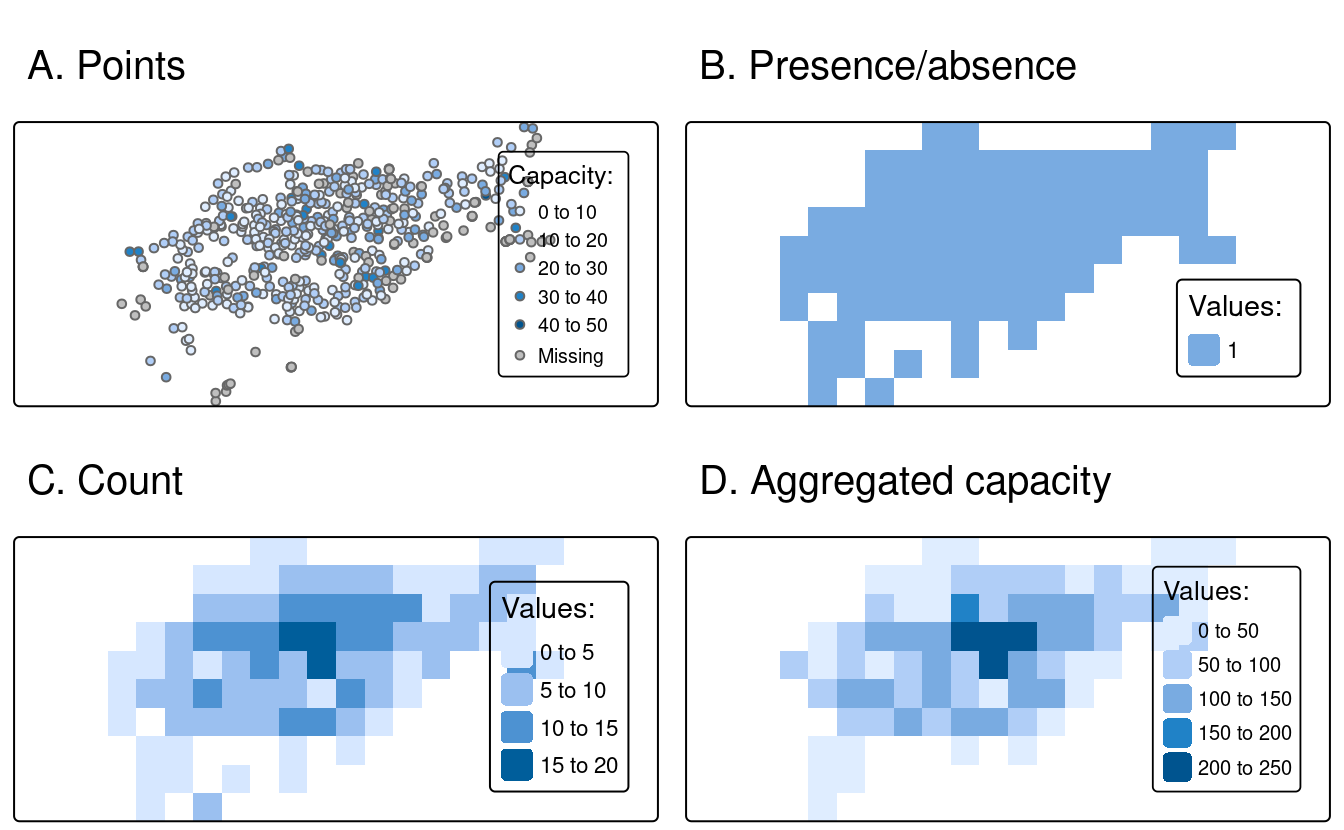 A. Points
Capacity:
0 to 10
10 to 20
20 to 30
30 to 40
40 to 50
Missing
B. Presence/absence
Values:
1
C. Count
Values:
0 to 5
5 to 10
10 to 15
15 to 20
D. Aggregated capacity
Values:
0 to 50
50 to 100
100 to 150
150 to 200
200 to 250